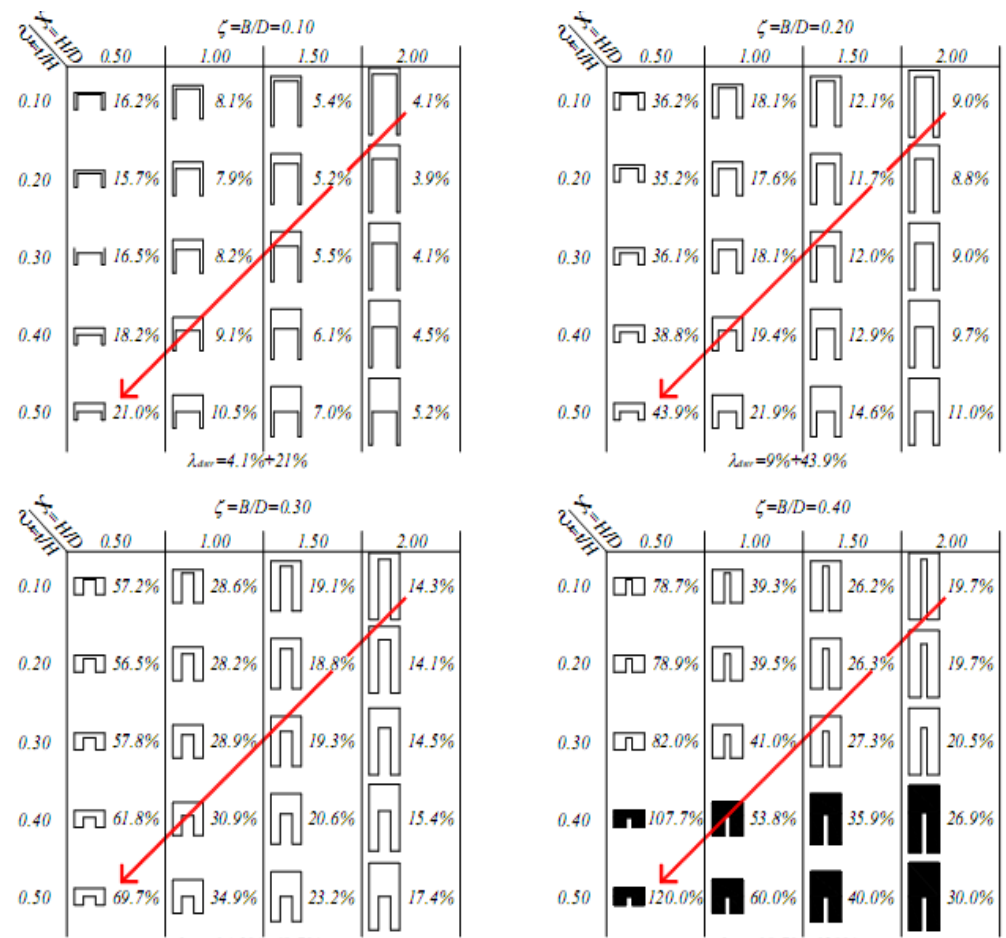 ζ=B/D=0.10
χ=H/D 0.50 1.00 1.50 2.00
t/H
0.10 16.2% 8.1% 5.4% 4.1%
0.20 15.7% 7.9% 5.2% 3.9%
0.30 16.5% 8.2% 5.5% 4.1%
0.40 18.2% 9.1% 6.1% 4.5%
0.50 21.0% 10.5% 7.0% 5.2%
=4.1%+21%
ζ=B/D=0.20
χ=H/D 0.50 1.00 1.50 2.00
t/H
0.10 36.2% 18.1% 12.1% 9.0%
0.20 35.2% 17.6% 11.7% 8.8%
0.30 36.1% 18.1% 12.0% 9.0%
0.40 38.8% 19.4% 12.9% 9.7%
0.50 43.9% 21.9% 14.6% 11.0%
=9%+43.9%
ζ=B/D=0.30
χ=H/D 0.50 1.00 1.50 2.00
t/H
0.10 57.2% 28.6% 19.1% 14.3%
0.20 56.5% 28.2% 18.8% 14.1%
0.30 57.8% 28.9% 19.3% 14.5%
0.40 61.8% 30.9% 20.6% 15.4%
0.50 69.7% 34.9% 23.2% 17.4%
ζ=B/D=0.40
χ=H/D 0.50 1.00 1.50 2.00
t/H
0.10 78.7% 39.3% 26.2% 19.7%
0.20 78.9% 39.5% 26.3% 19.7%
0.30 82.0% 41.0% 27.3% 20.5%
0.40 107.7% 53.8% 35.9% 26.9%
0.50 120.0% 60.0% 40.0% 30.0%